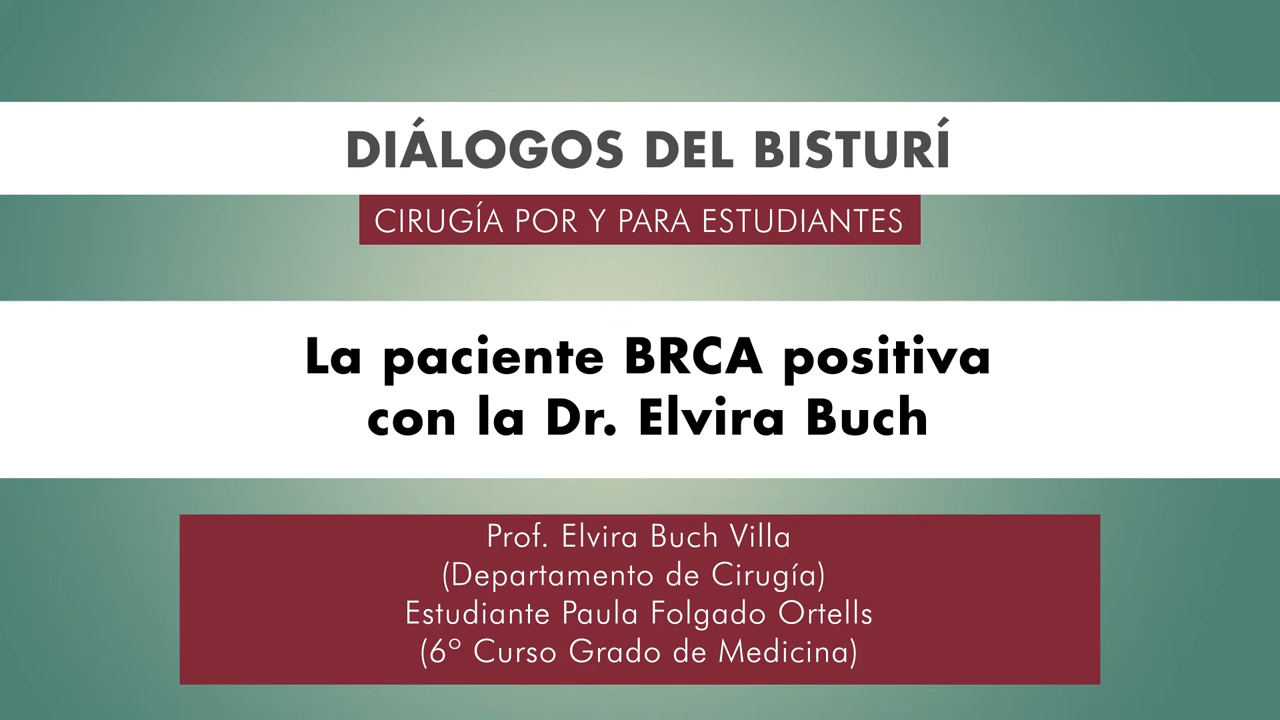 DIÁLOGOS DEL BISTURÍ
CIRUGÍA POR Y PARA ESTUDIANTES
La paciente BRCA positiva
con la Dr. Elvira Buch
Prof. Elvira Buch Villa
(Departamento de Cirugía)
Estudiante Paula Folgado Ortells
(6º Curso Grado de Medicina)